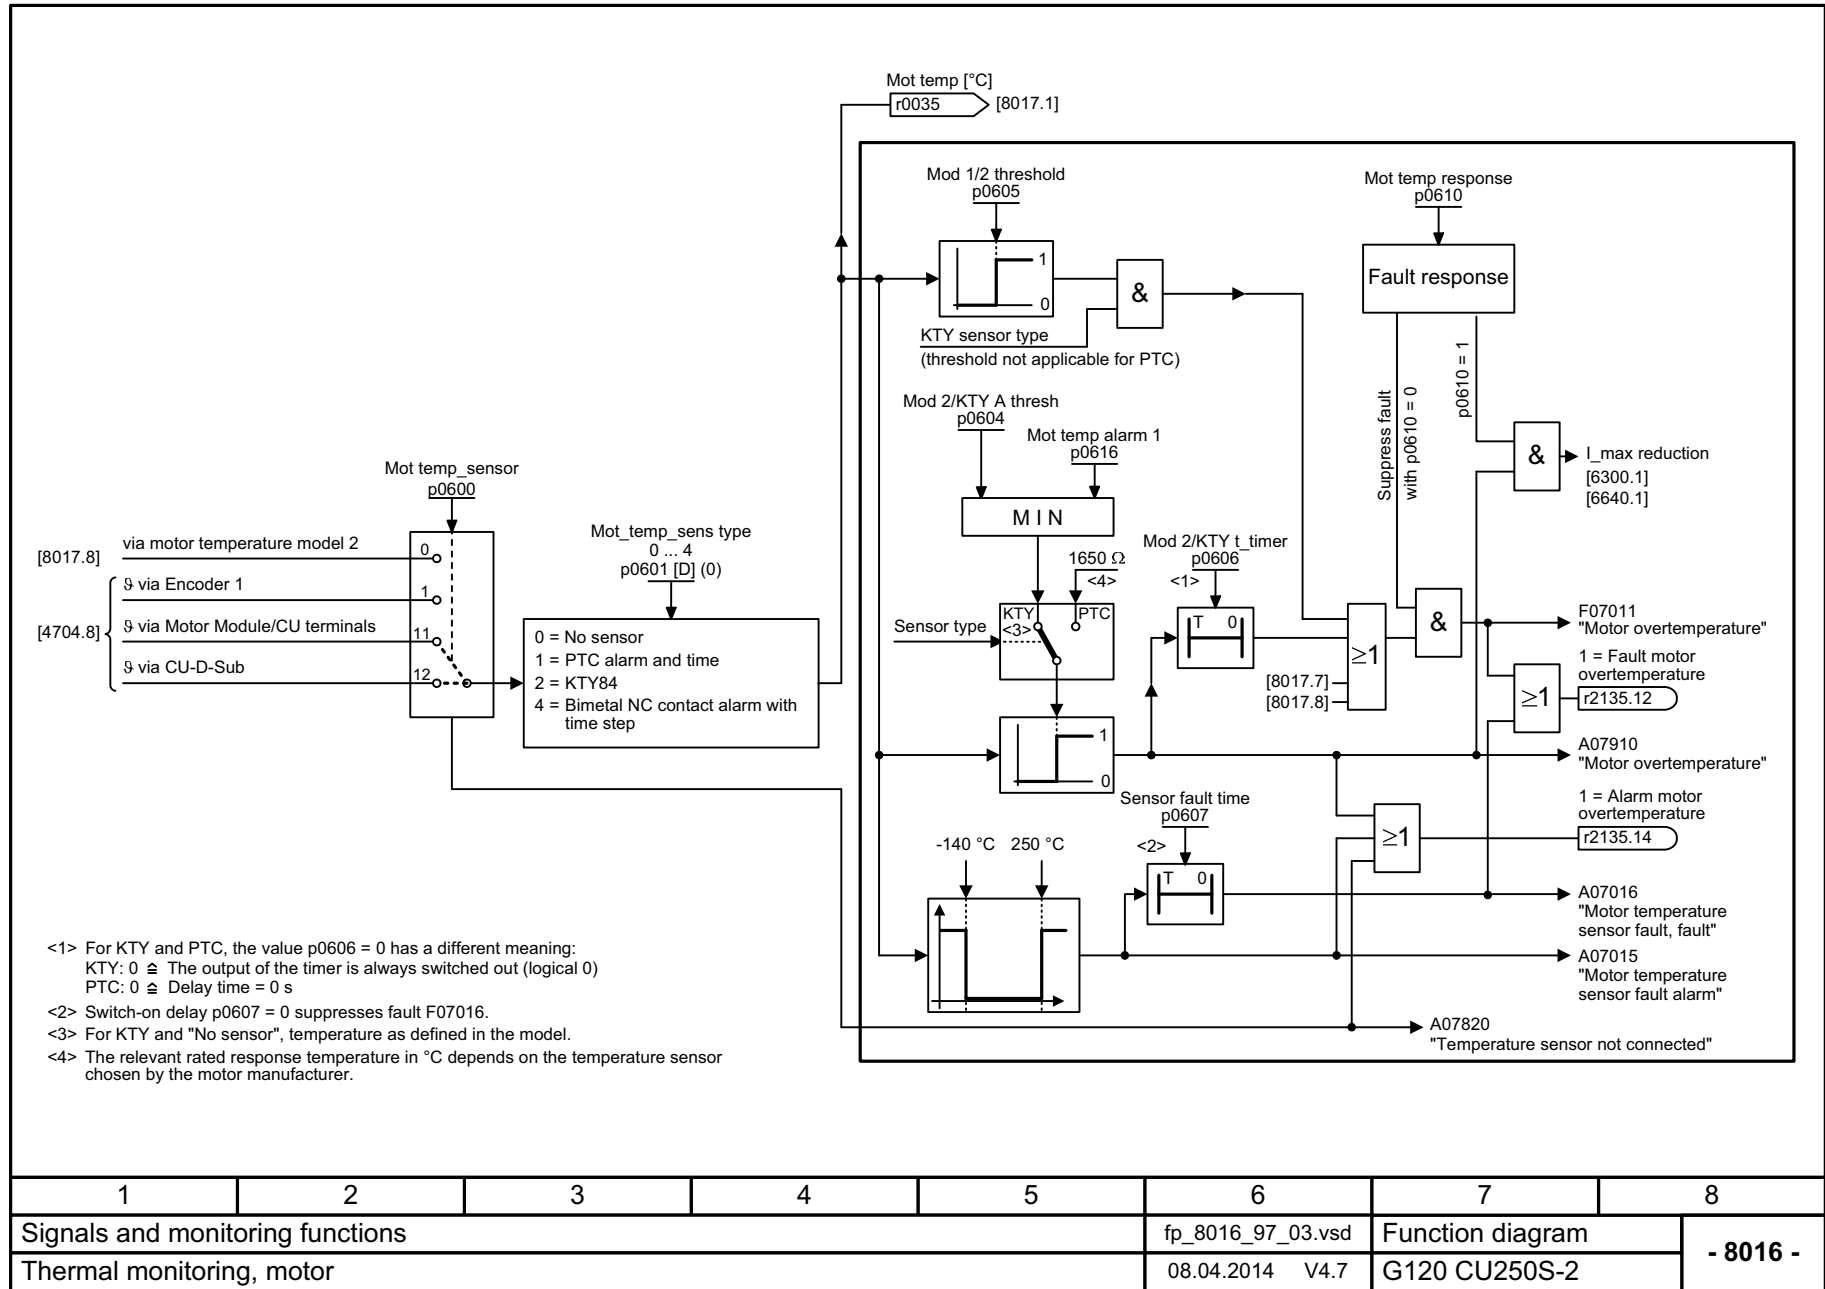 Mot temp [°C]
r0035
[8017.1]
Mod 1/2 threshold
p0605
1
0
&
KTY sensor type
(threshold not applicable for PTC)
Mot temp response
p0610
Fault response
Suppress fault
with p0610 = 0
p0610 = 1
&
I_max reduction
[6300.1]
[6640.1]
Mod 2/KTY A thresh
p0604
Mot temp alarm 1
p0616
M I N
1650 Ω
<4>
Sensor type
KTY
<3>
PTC
Mod 2/KTY t_timer
p0606
<1>
T 0
[8017.7]
[8017.8]
≥1
&
F07011
"Motor overtemperature"
1 = Fault motor
overtemperature
≥1
r2135.12
1
0
A07910
"Motor overtemperature"
1 = Alarm motor
overtemperature
≥1
r2135.14
Sensor fault time
p0607
<2>
T 0
-140 °C
250 °C
A07016
"Motor temperature
sensor fault, fault"
A07015
"Motor temperature
sensor fault alarm"
A07820
"Temperature sensor not connected"
Mot temp_sensor
p0600
[8017.8]
via motor temperature model 2
0
ϑ via Encoder 1
1
[4704.8]
ϑ via Motor Module/CU terminals
11
ϑ via CU-D-Sub
12
Mot_temp_sens type
0 ... 4
p0601 [D] (0)
0 = No sensor
1 = PTC alarm and time
2 = KTY84
4 = Bimetal NC contact alarm with
time step
<1> For KTY and PTC, the value p0606 = 0 has a different meaning:
KTY: 0 ≙ The output of the timer is always switched out (logical 0)
PTC: 0 ≙ Delay time = 0 s
<2> Switch-on delay p0607 = 0 suppresses fault F07016.
<3> For KTY and "No sensor", temperature as defined in the model.
<4> The relevant rated response temperature in °C depends on the temperature sensor
chosen by the motor manufacturer.
1 2 3 4 5 6 7 8
Signals and monitoring functions
fp_8016_97_03.vsd
Function diagram
- 8016 -
Thermal monitoring, motor
08.04.2014 V4.7
G120 CU250S-2